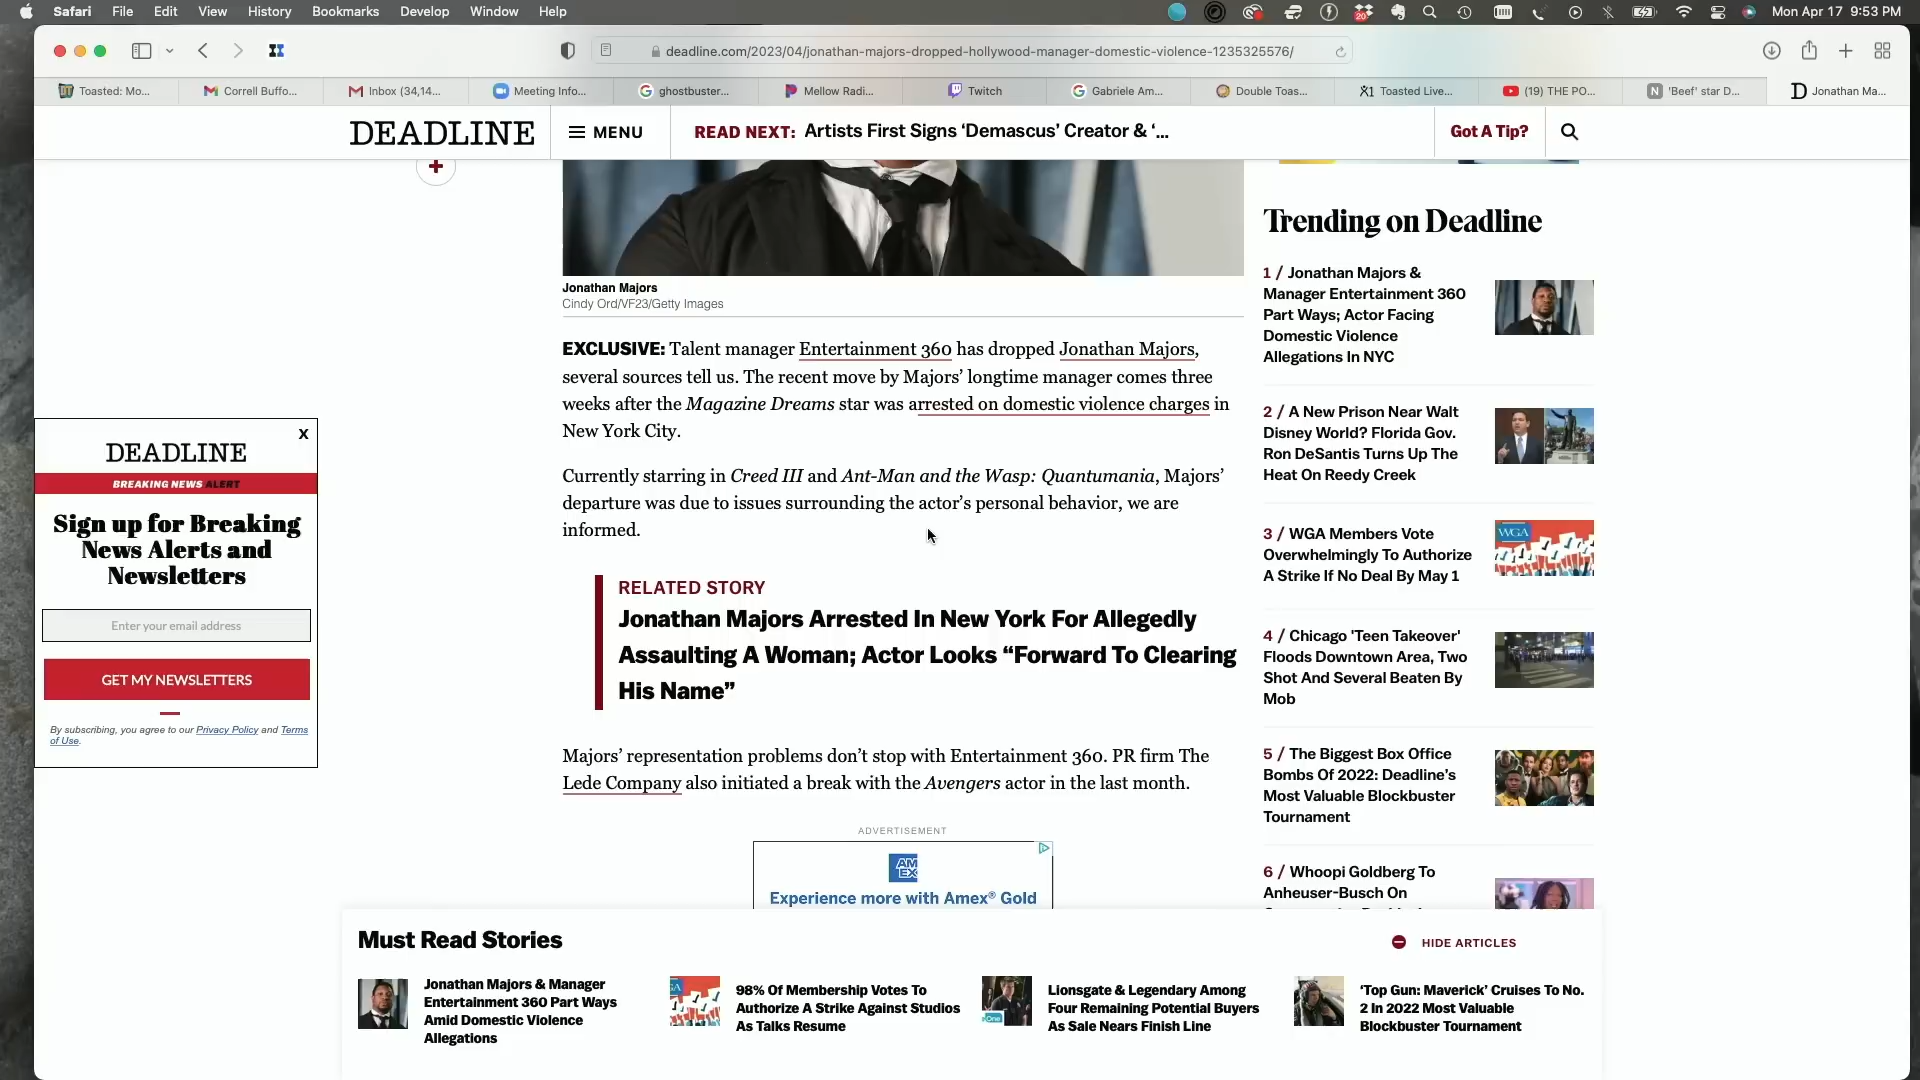 Safari File Edit View History Bookmarks Develop Window Help
20
Mon Apr 17 9:53 PM
deadline.com/2023/04/jonathan-majors-dropped-hollywood-manager-domestic-violence-1235325576/
Toasted: Mo...
Correll Buffo...
Inbox (34,14...
Meeting Info...
ghostbuster...
Mellow Radi...
Twitch
Gabriele Am...
Double Toas...
Toasted Live...
(19) THE PO...
'Beef' star D...
Jonathan Ma...
DEADLINE
MENU
READ NEXT: Artists First Signs ‘Demascus’ Creator & ‘...
Got A Tip?
Jonathan Majors
Cindy Ord/VF23/Getty Images
EXCLUSIVE: Talent manager Entertainment 360 has dropped Jonathan Majors,
several sources tell us. The recent move by Majors’ longtime manager comes three
weeks after the Magazine Dreams star was arrested on domestic violence charges in
New York City.
Currently starring in Creed III and Ant-Man and the Wasp: Quantumania, Majors’
departure was due to issues surrounding the actor’s personal behavior, we are
informed.
RELATED STORY
Jonathan Majors Arrested In New York For Allegedly
Assaulting A Woman; Actor Looks “Forward To Clearing
His Name”
Majors’ representation problems don’t stop with Entertainment 360. PR firm The
Lede Company also initiated a break with the Avengers actor in the last month.
ADVERTISEMENT
AM
EX
Experience more with Amex® Gold
X
DEADLINE
BREAKING NEWS ALERT
Sign up for Breaking
News Alerts and
Newsletters
Enter your email address
GET MY NEWSLETTERS
By subscribing, you agree to our Privacy Policy and Terms
of Use.
Trending on Deadline
1 / Jonathan Majors &
Manager Entertainment 360
Part Ways; Actor Facing
Domestic Violence
Allegations In NYC
2 / A New Prison Near Walt
Disney World? Florida Gov.
Ron DeSantis Turns Up The
Heat On Reedy Creek
3 / WGA Members Vote
Overwhelmingly To Authorize
A Strike If No Deal By May 1
WGA
4 / Chicago 'Teen Takeover'
Floods Downtown Area, Two
Shot And Several Beaten By
Mob
5 / The Biggest Box Office
Bombs Of 2022: Deadline’s
Most Valuable Blockbuster
Tournament
6 / Whoopi Goldberg To
Anheuser-Busch On
Must Read Stories
HIDE ARTICLES
Jonathan Majors & Manager
Entertainment 360 Part Ways
Amid Domestic Violence
Allegations
98% Of Membership Votes To
Authorize A Strike Against Studios
As Talks Resume
Lionsgate & Legendary Among
Four Remaining Potential Buyers
As Sale Nears Finish Line
‘Top Gun: Maverick’ Cruises To No.
2 In 2022 Most Valuable
Blockbuster Tournament